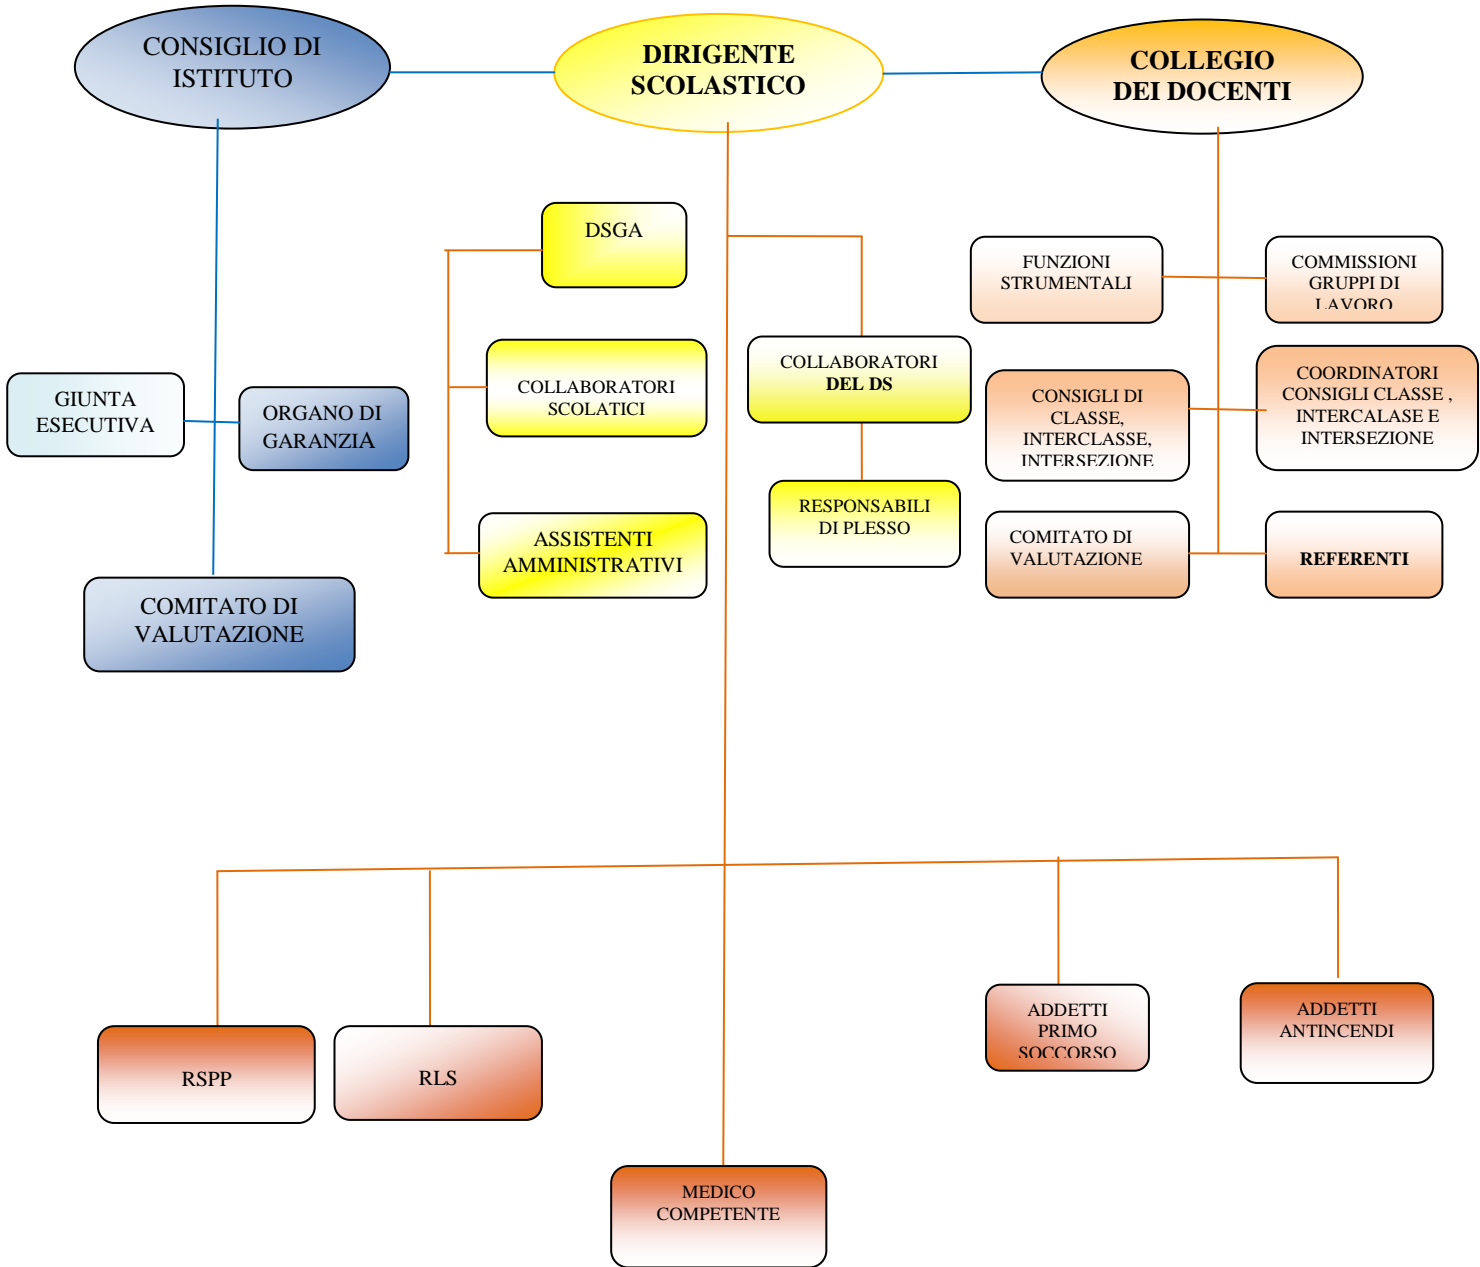 CONSIGLIO DI
ISTITUTO
DIRIGENTE
SCOLASTICO
COLLEGIO
DEI DOCENTI
DSGA
FUNZIONI
STRUMENTALI
COMMISSIONI
GRUPPI DI
LAVORO
COLLABORATORI
SCOLATICI
COLLABORATORI
DEL DS
GIUNTA
ESECUTIVA
ORGANO DI
GARANZIA
CONSIGLI DI
CLASSE,
INTERCLASSE,
INTERSEZIONE
COORDINATORI
CONSIGLI CLASSE ,
INTERCALASE E
INTERSEZIONE
ASSISTENTI
AMMINISTRATIVI
RESPONSABILI
DI PLESSO
COMITATO DI
VALUTAZIONE
REFERENTI
COMITATO DI
VALUTAZIONE
RSPP
RLS
ADDETTI
PRIMO
SOCCORSO
ADDETTI
ANTINCENDI
MEDICO
COMPETENTE